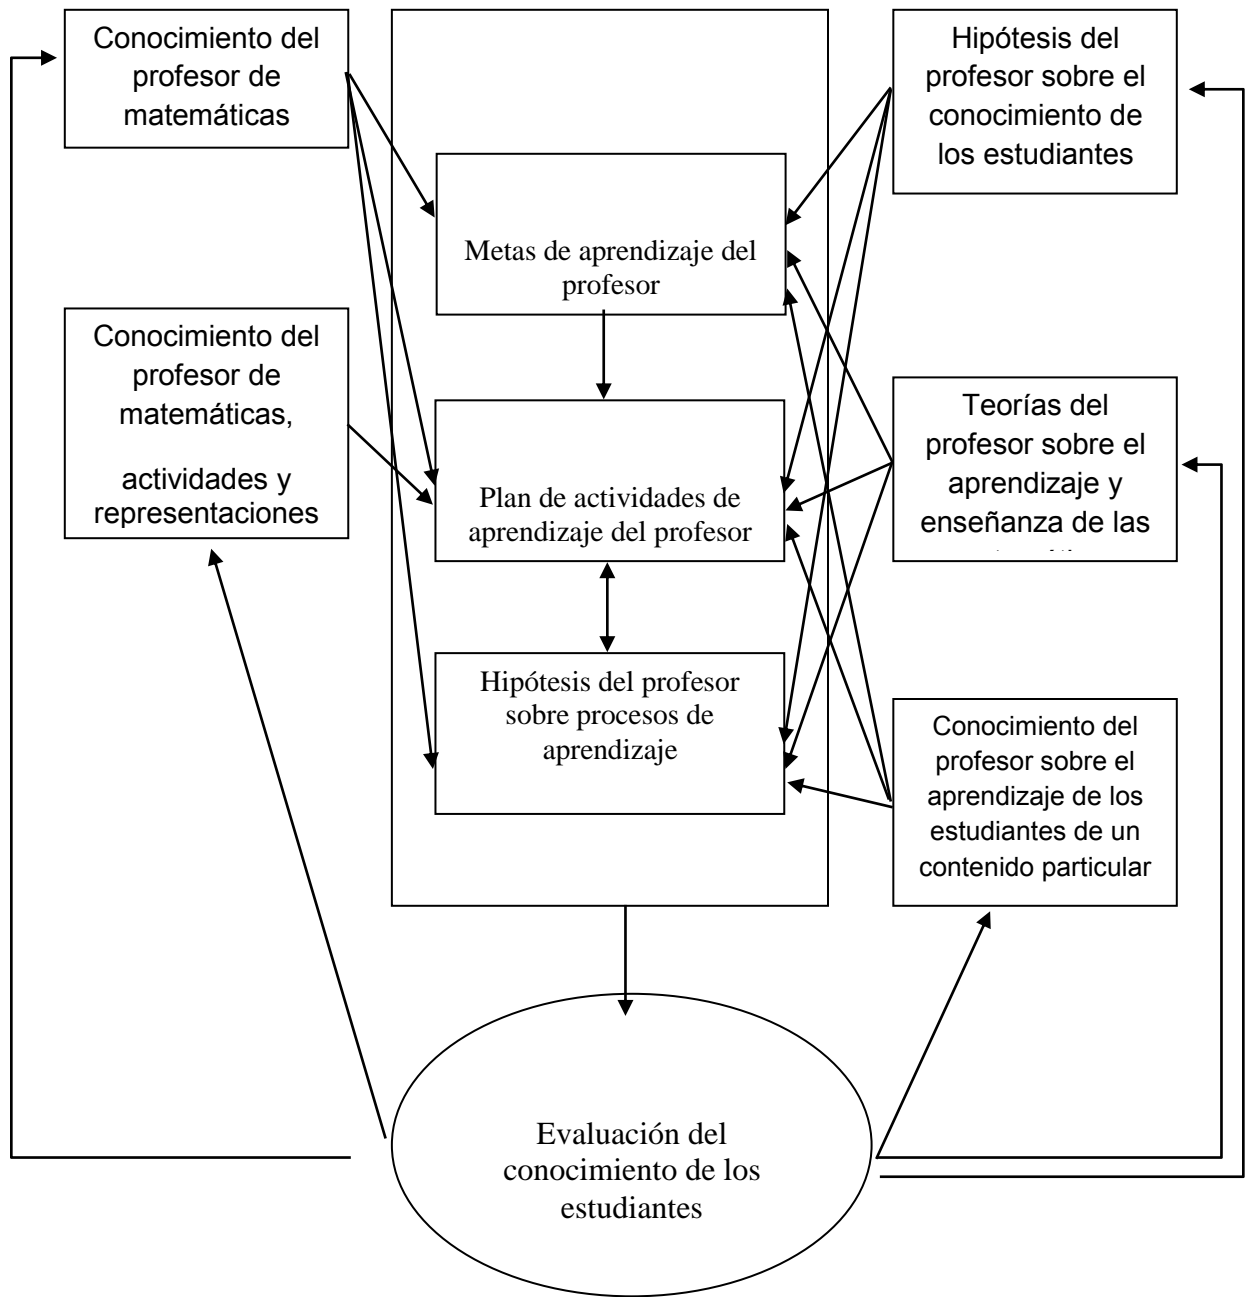 Conocimiento del
profesor de
matemáticas
Hipótesis del
profesor sobre el
conocimiento de
los estudiantes
Metas de aprendizaje del
profesor
Conocimiento del
profesor de
matemáticas,
actividades y
representaciones
Plan de actividades de
aprendizaje del profesor
Teorías del
profesor sobre el
aprendizaje y
enseñanza de las
Hipótesis del profesor
sobre procesos de
aprendizaje
Conocimiento del
profesor sobre el
aprendizaje de los
estudiantes de un
contenido particular
Evaluación del
conocimiento de los
estudiantes